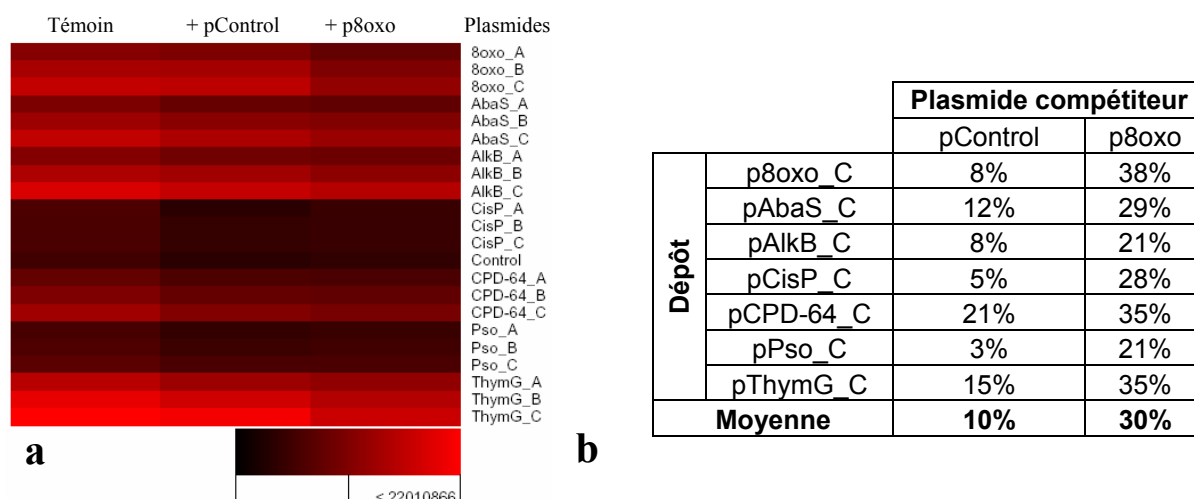 Témoin + pControl + p8oxo Plasmides
8oxo_A
8oxo_B
8oxo_C
AbaS_A
AbaS_B
AbaS_C
AlkB_A
AlkB_B
AlkB_C
CisP_A
CisP_B
CisP_C
Control
CPD-64_A
CPD-64_B
CPD-64_C
Pso_A
Pso_B
Pso_C
ThymG_A
ThymG_B
ThymG_C
< 22010866
a
Plasmide compétiteur
pControl p8oxo
Dépôt
p8oxo_C 8% 38%
pAbaS_C 12% 29%
pAlkB_C 8% 21%
pCisP_C 5% 28%
pCPD-64_C 21% 35%
pPso_C 3% 21%
pThymG_C 15% 35%
Moyenne 10% 30%
b